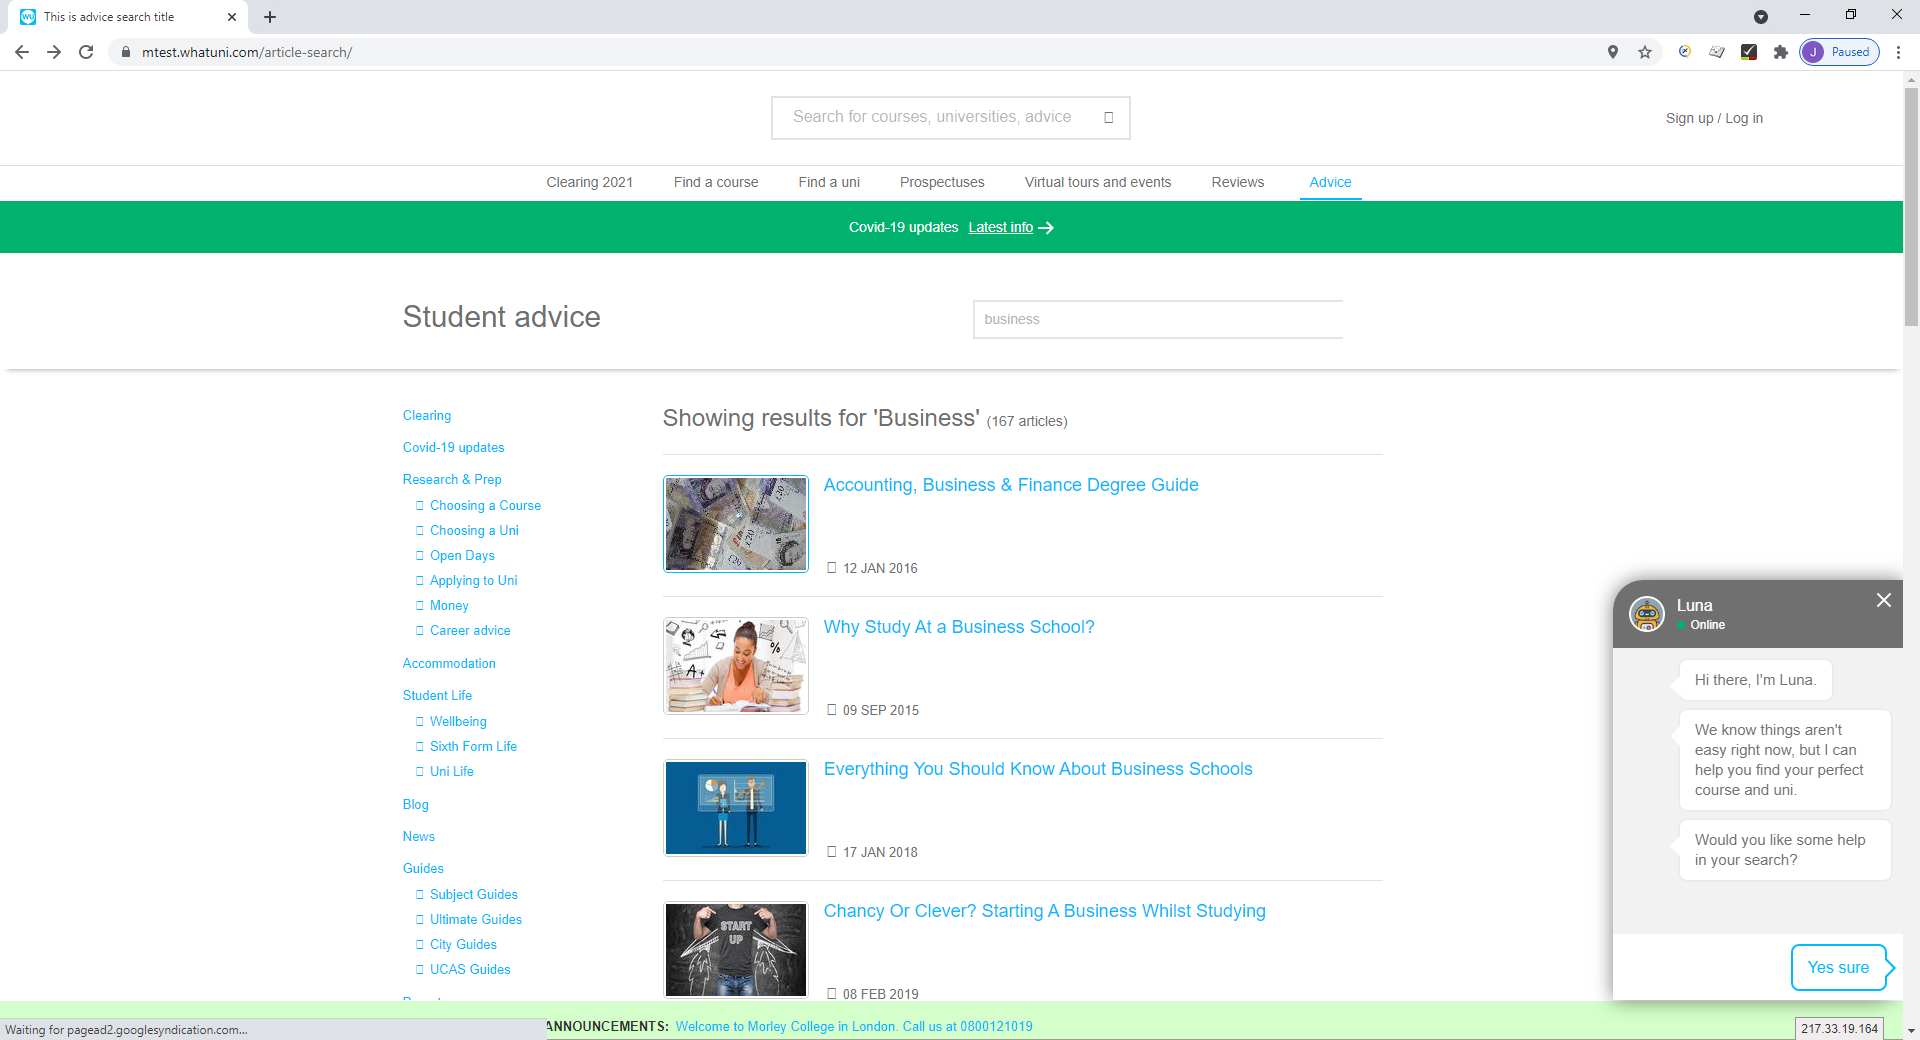 This is advice search title
mtest.whatuni.com/article-search/
J Paused
Search for courses, universities, advice
Sign up / Log in
Clearing 2021 Find a course Find a uni Prospectuses Virtual tours and events Reviews Advice
Covid-19 updates Latest info
Student advice
business
Clearing
Covid-19 updates
Research & Prep
Choosing a Course
Choosing a Uni
Open Days
Applying to Uni
Money
Career advice
Accommodation
Student Life
Wellbeing
Sixth Form Life
Uni Life
Blog
News
Guides
Subject Guides
Ultimate Guides
City Guides
UCAS Guides
Showing results for 'Business' (167 articles)
Accounting, Business & Finance Degree Guide
12 JAN 2016
Why Study At a Business School?
09 SEP 2015
Everything You Should Know About Business Schools
17 JAN 2018
Chancy Or Clever? Starting A Business Whilst Studying
START
UP
08 FEB 2019
Luna
Online
Hi there, I'm Luna.
We know things aren't
easy right now, but I can
help you find your perfect
course and uni.
Would you like some help
in your search?
Yes sure
ANNOUNCEMENTS: Welcome to Morley College in London. Call us at 0800121019
Waiting for pagead2.googlesyndication.com...
217.33.19.164